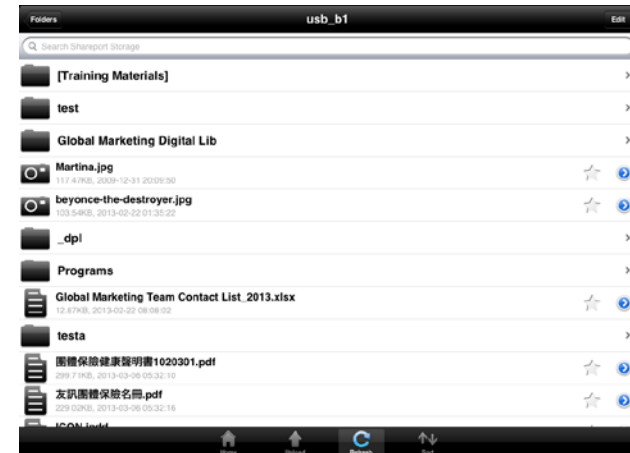 Folders
usb_b1
Edit
Search Shareport Storage
[Training Materials]
test
Global Marketing Digital Lib
Martina.jpg
117.47KB, 2009-12-31 20:09:50
beyonce-the-destroyer.jpg
103.54KB, 2013-02-22 01:35:22
_dpl
Programs
Global Marketing Team Contact List_2013.xlsx
12.87KB, 2013-02-22 08:08:02
testa
團體保險健康聲明書1020301.pdf
299.71KB, 2013-03-06 05:32:10
友訊團體保險名冊.pdf
229.02KB, 2013-03-06 05:32:16
ICON.indd
Home
Upload
Refresh
Sort